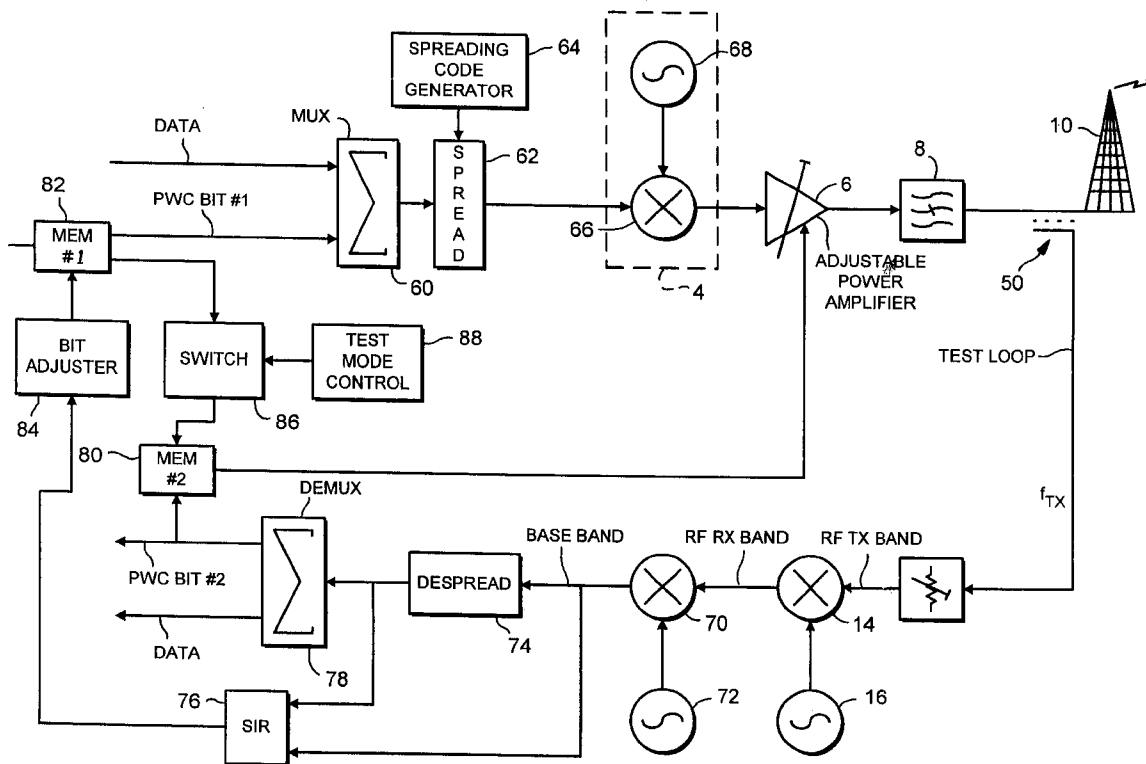 SPREADING
CODE
GENERATOR
64
68
10
DATA
MUX
SPREAD
62
8
82
PWC BIT #1
6
MEM
#1
66
60
4
ADJUSTABLE
POWER
AMPLIFIER
50
BIT
ADJUSTER
SWITCH
TEST
MODE
CONTROL
88
TEST LOOP
84
86
80
MEM
#2
DEMUX
fTX
BASE BAND
RF RX BAND
RF TX BAND
PWC BIT #2
DESPREAD
70
14
DATA
74
78
76
SIR
72
16